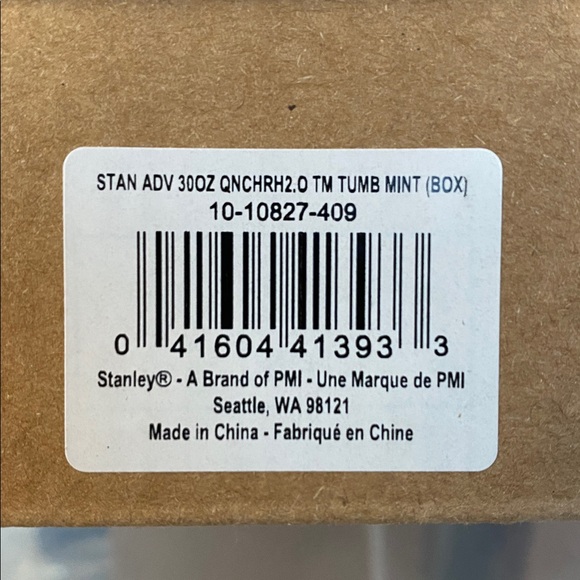 STAN ADV 30OZ QNCHRH2.O TM TUMB MINT (BOX)
10-10827-409
0 41604 41393 3
Stanley® - A Brand of PMI - Une Marque de PMI
Seattle, WA 98121
Made in China - Fabriqué en Chine